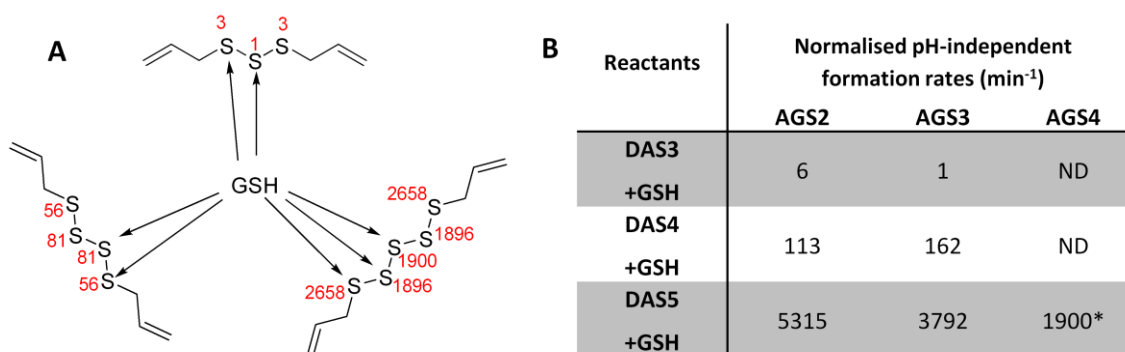 A
3 3
S 1 S
S
GSH
S
56
S
81
S
81
S
56
2658
S
S 1896
S
1900
S
1896
2658 S
B
Reactants
Normalised pH-independent
formation rates (min-1)
AGS2 AGS3 AGS4
DAS3
+GSH
6 1 ND
DAS4
+GSH
113 162 ND
DAS5
+GSH
5315 3792 1900*